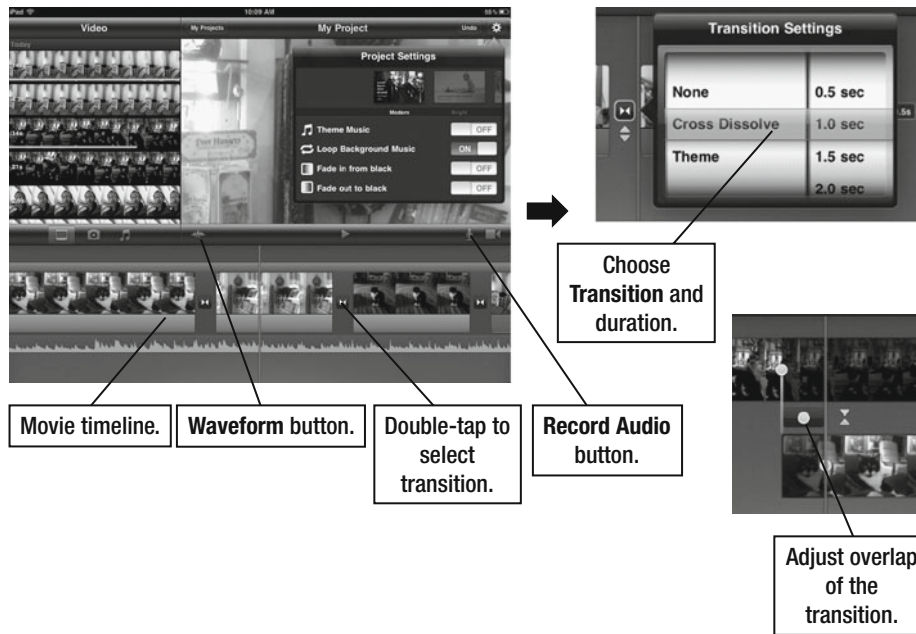 iPad
10:09 AM
55%
Video
My Projects
My Project
Undo
Today
Project Settings
Modern
Bright
Theme Music
OFF
Loop Background Music
ON
Fade in from black
OFF
Fade out to black
OFF
Movie timeline.
Waveform button.
Double-tap to
select
transition.
Record Audio
button.
Transition Settings
None
0.5 sec
Cross Dissolve
1.0 sec
Theme
1.5 sec
2.0 sec
Choose
Transition and
duration.
Adjust overlap
of the
transition.